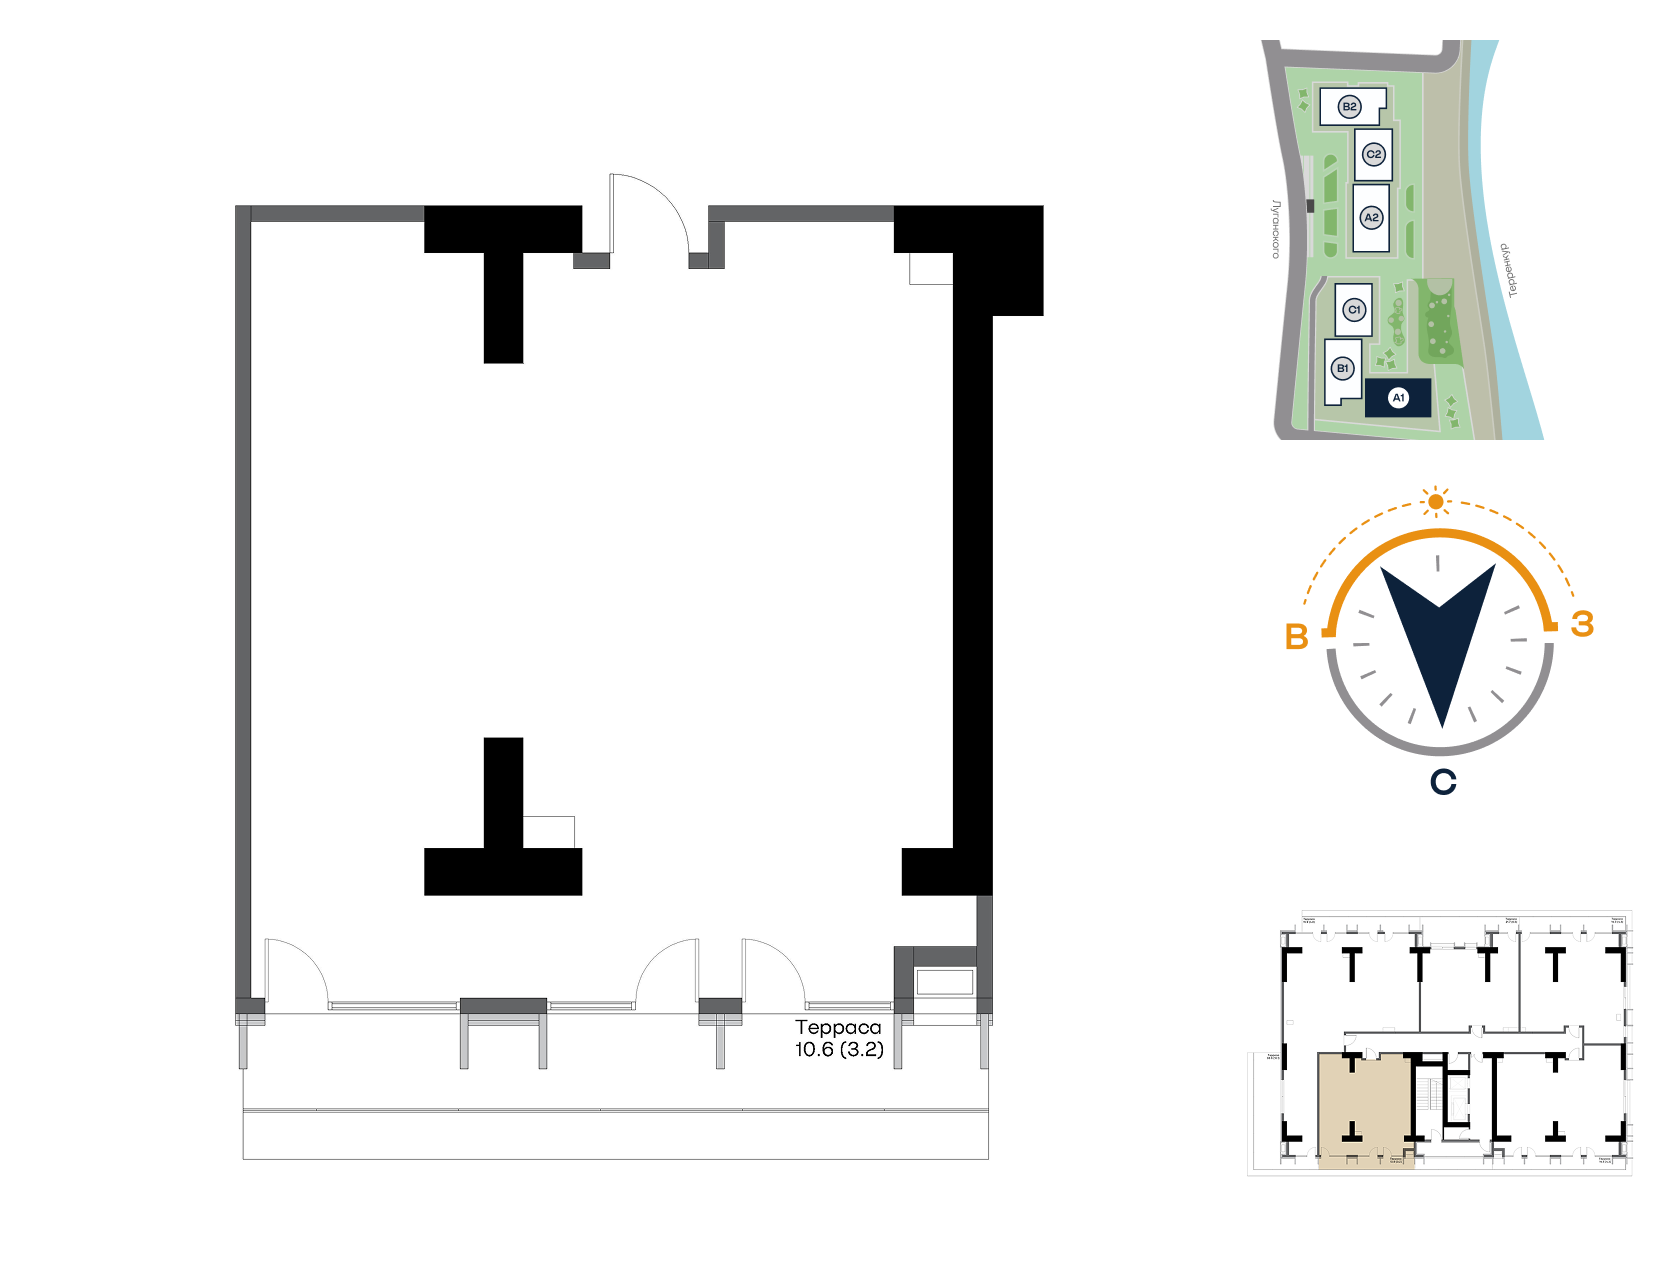 B2
C2
A2
Луганского
Терренкур
C1
B1
A1
В
З
С
Терраса
10.6 (3.2)